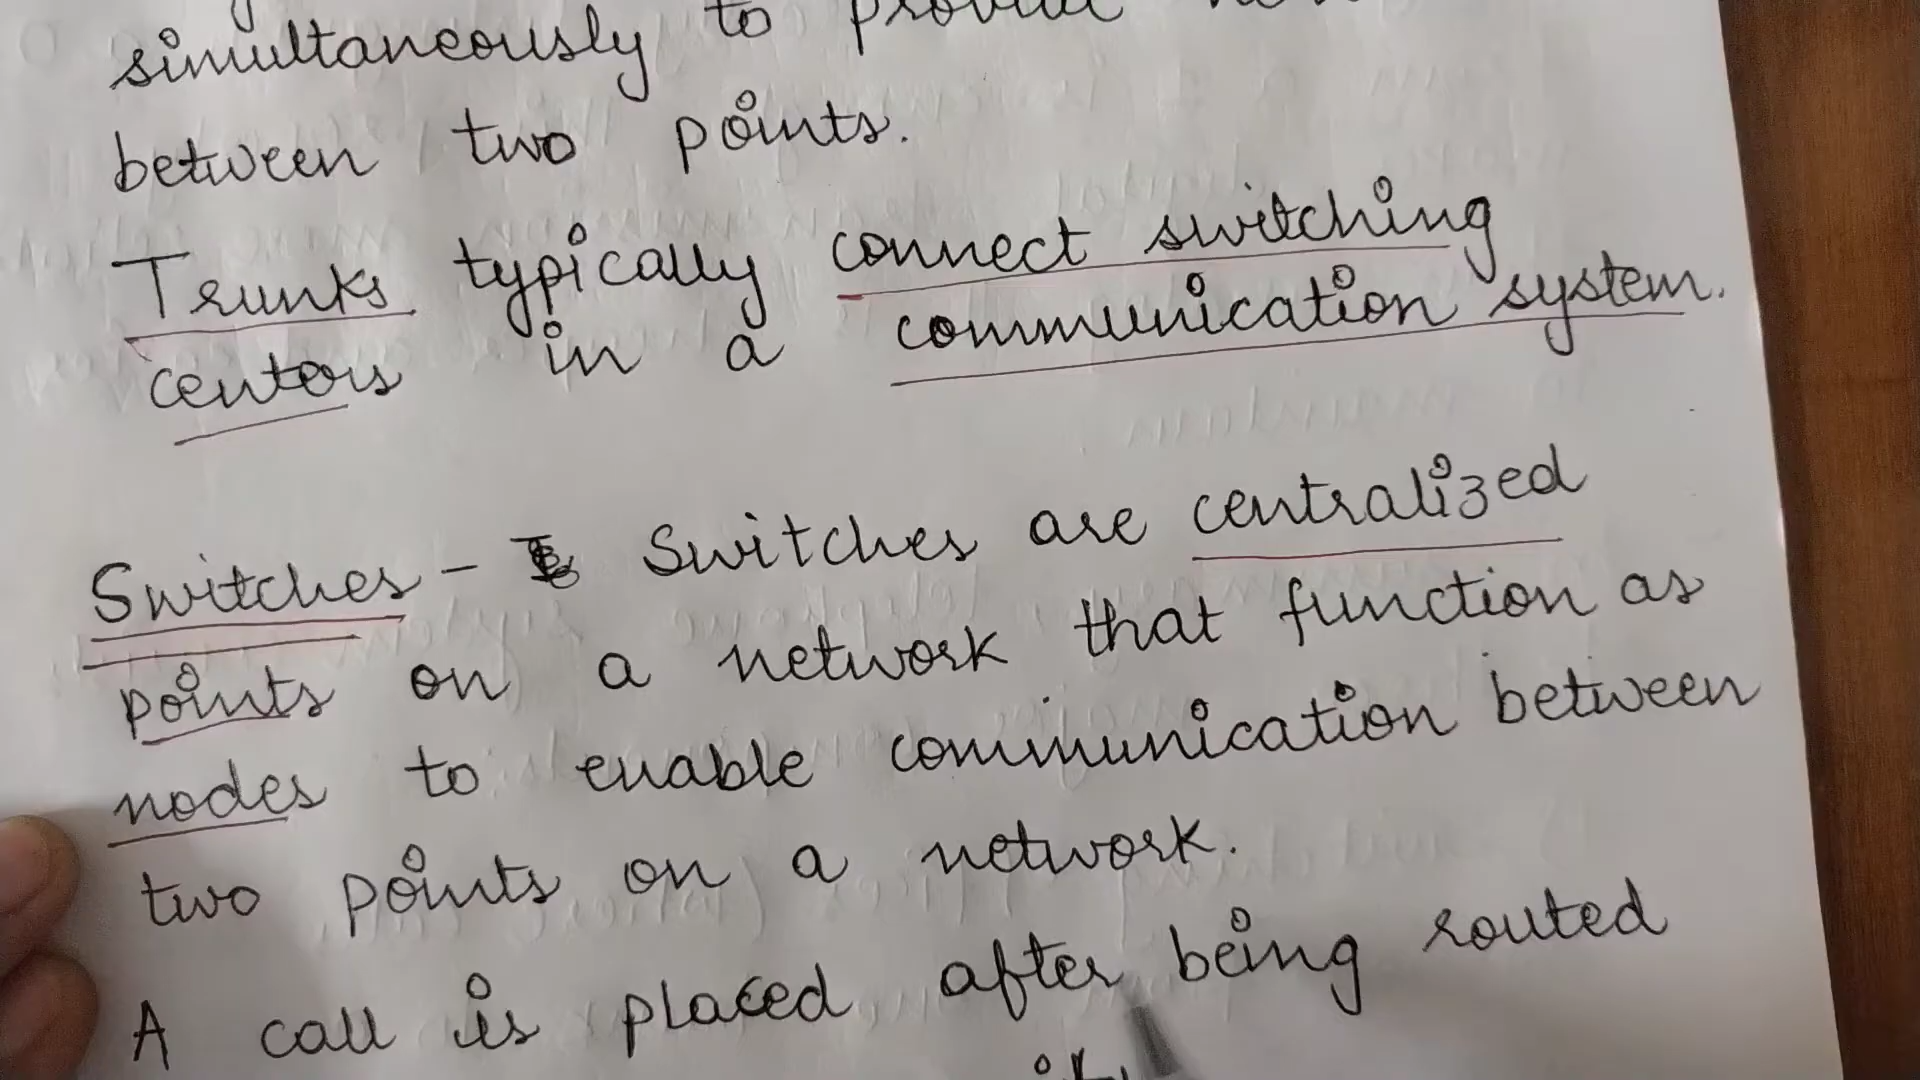 simultaneously to provide
between two points.
Trunks typically connect switching
centers in a communication system.
Switches - Switches are centralized
points on a network that function as
nodes to enable communication between
two points on a network.
A call is placed after being routed